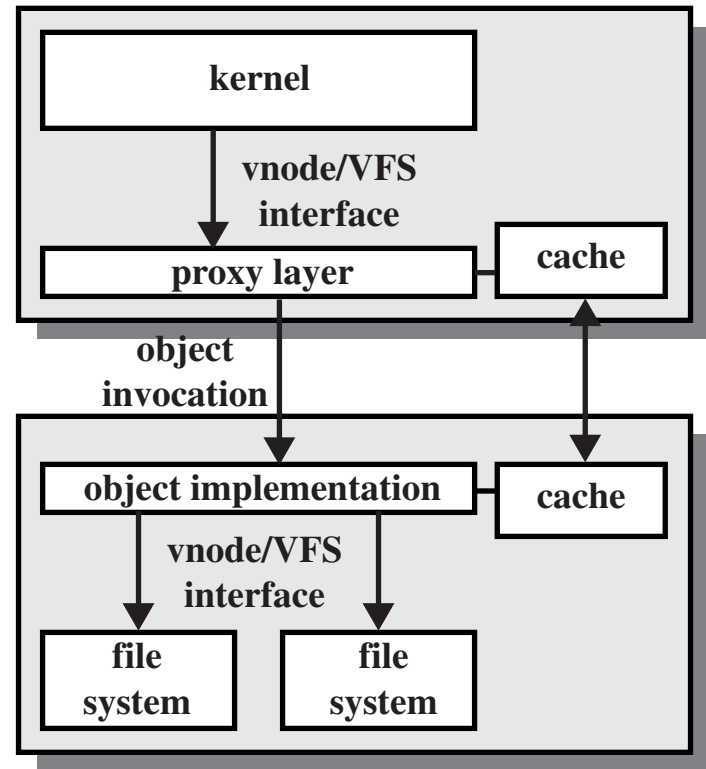 kernel
vnode/VFS
interface
proxy layer
cache
object
invocation
object implementation
cache
vnode/VFS
interface
file
system
file
system